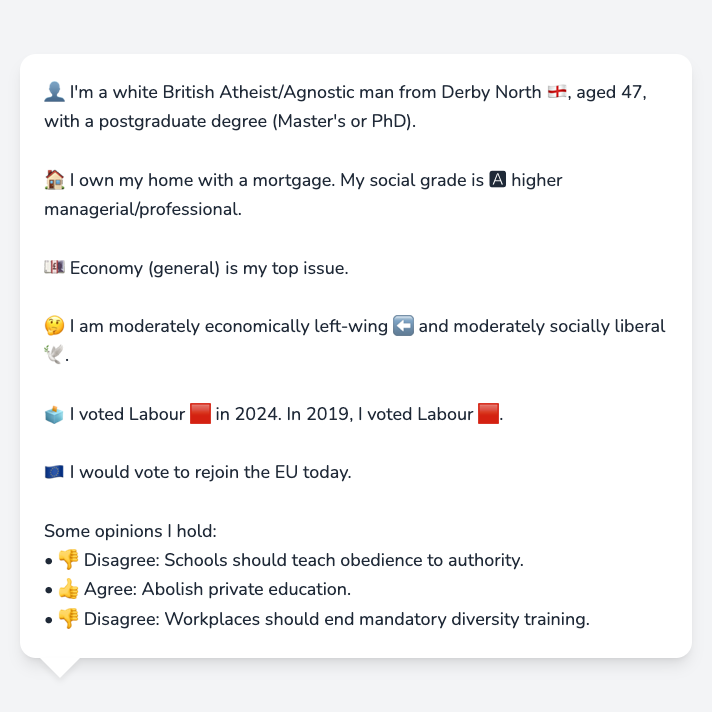 👤 I'm a white British Atheist/Agnostic man from Derby North 🏴󠁧󠁢󠁥󠁮󠁧󠁿, aged 47,
with a postgraduate degree (Master's or PhD).
🏠 I own my home with a mortgage. My social grade is 🅰 higher
managerial/professional.
💷 Economy (general) is my top issue.
🤔 I am moderately economically left-wing ⬅️ and moderately socially liberal
🕊️.
🗳️ I voted Labour 🟥 in 2024. In 2019, I voted Labour 🟥.
🇪🇺 I would vote to rejoin the EU today.
Some opinions I hold:
• 👎 Disagree: Schools should teach obedience to authority.
• 👍 Agree: Abolish private education.
• 👎 Disagree: Workplaces should end mandatory diversity training.